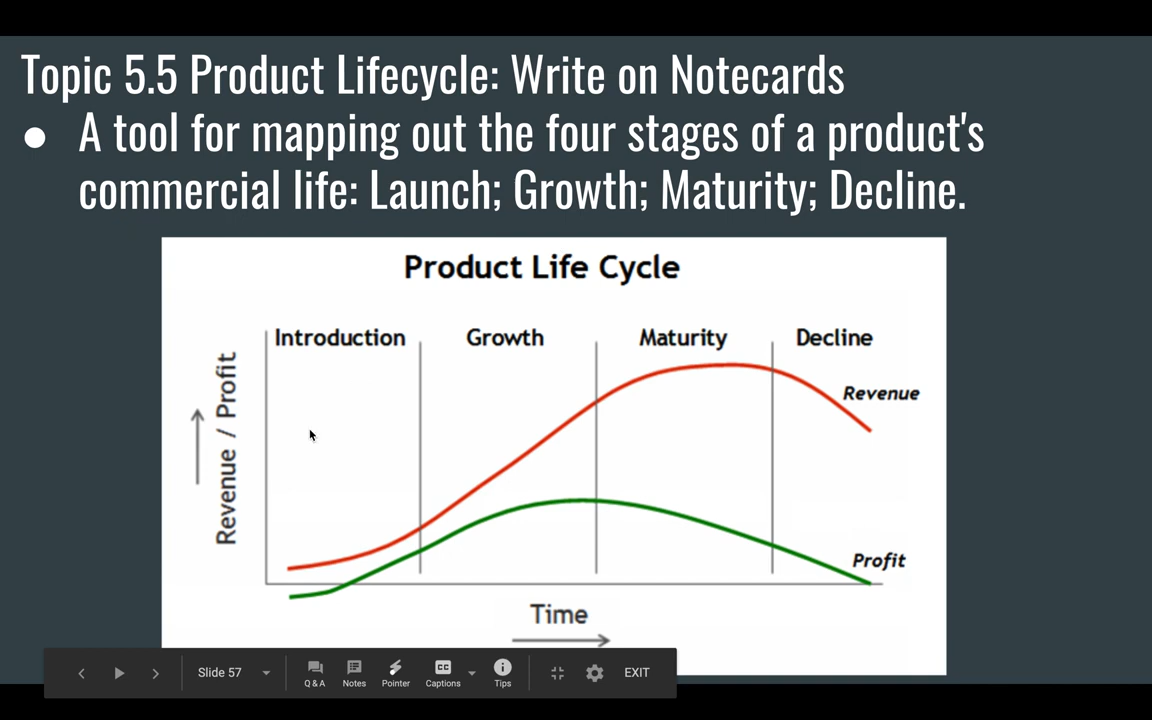 Topic 5.5 Product Lifecycle: Write on Notecards
● A tool for mapping out the four stages of a product's
commercial life: Launch; Growth; Maturity; Decline.
Product Life Cycle
Introduction Growth Maturity Decline
Revenue
Revenue / Profit
Profit
Time
Slide 57 Q & A Notes Pointer CC Captions Tips EXIT